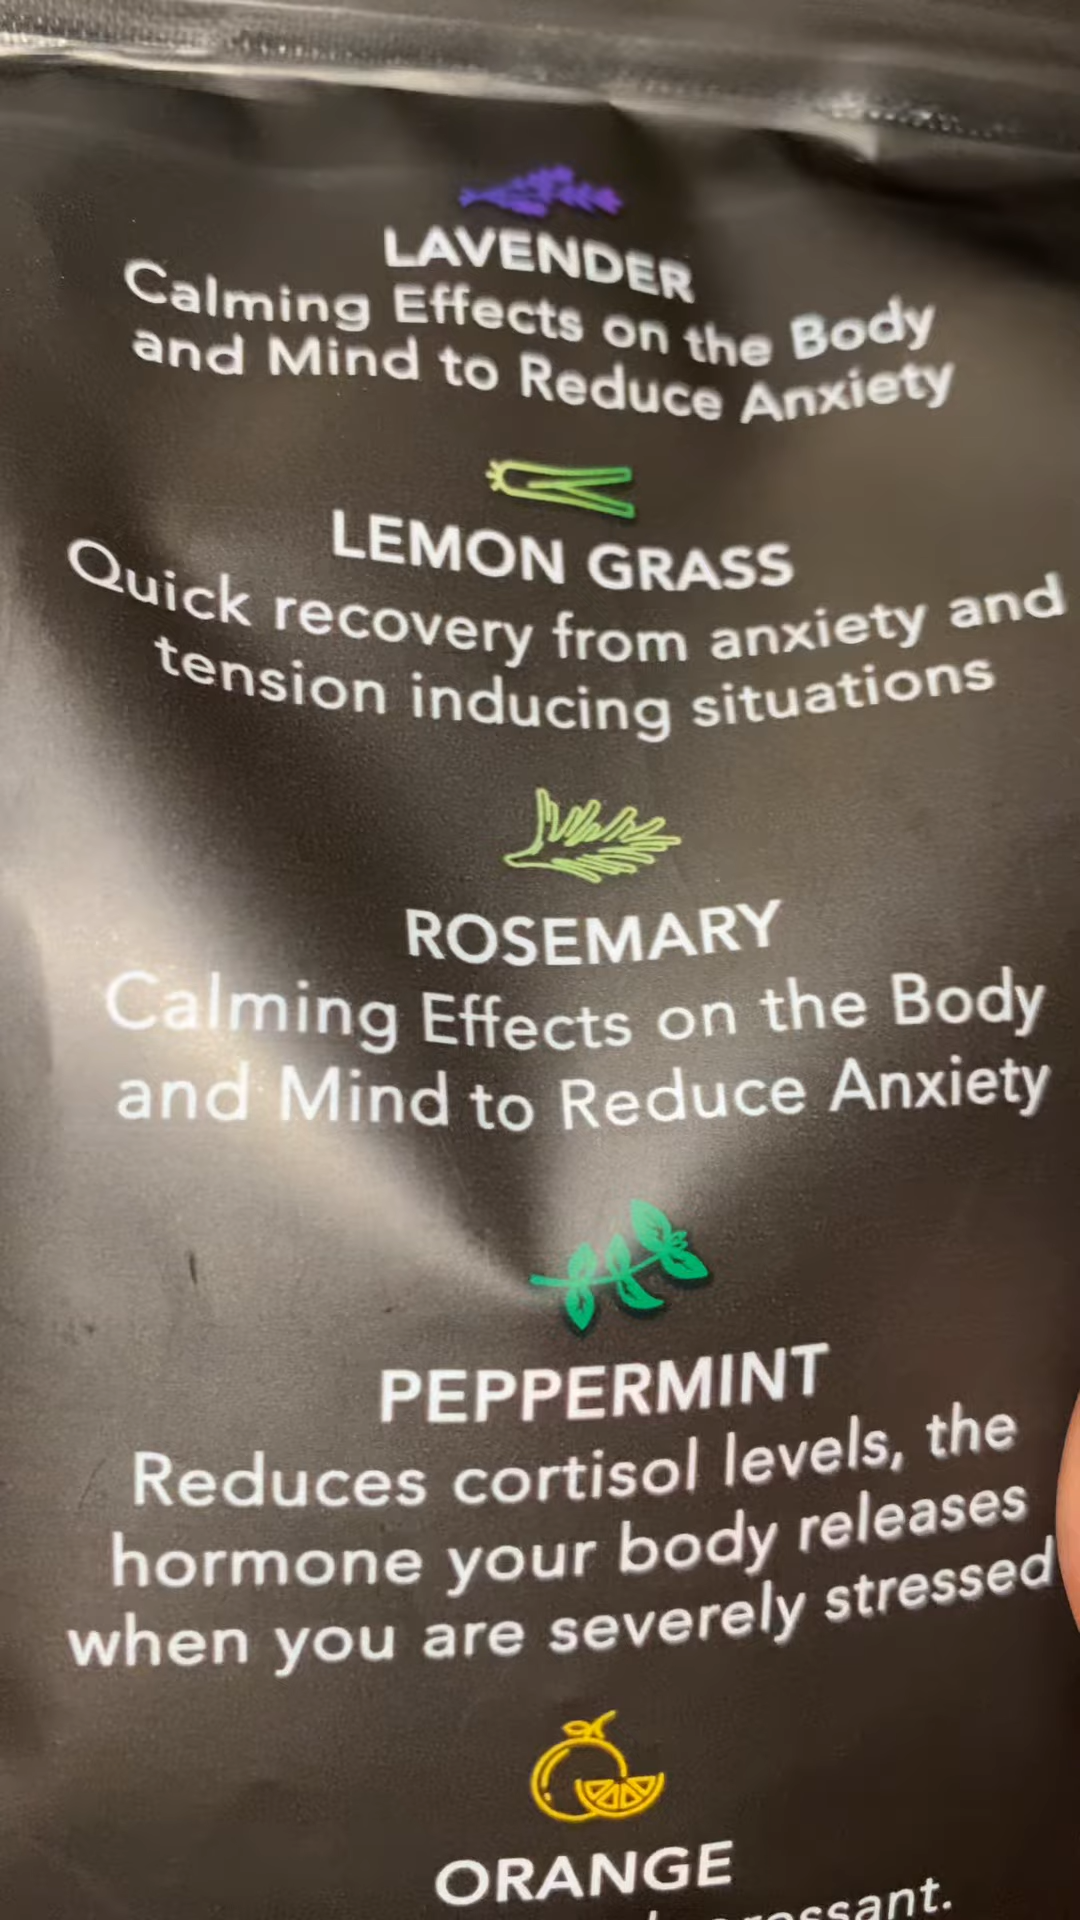 LAVENDER
Calming Effects on the Body
and Mind to Reduce Anxiety
LEMON GRASS
Quick recovery from anxiety and
tension inducing situations
ROSEMARY
Calming Effects on the Body
and Mind to Reduce Anxiety
PEPPERMINT
Reduces cortisol levels, the
hormone your body releases
when you are severely stressed
ORANGE